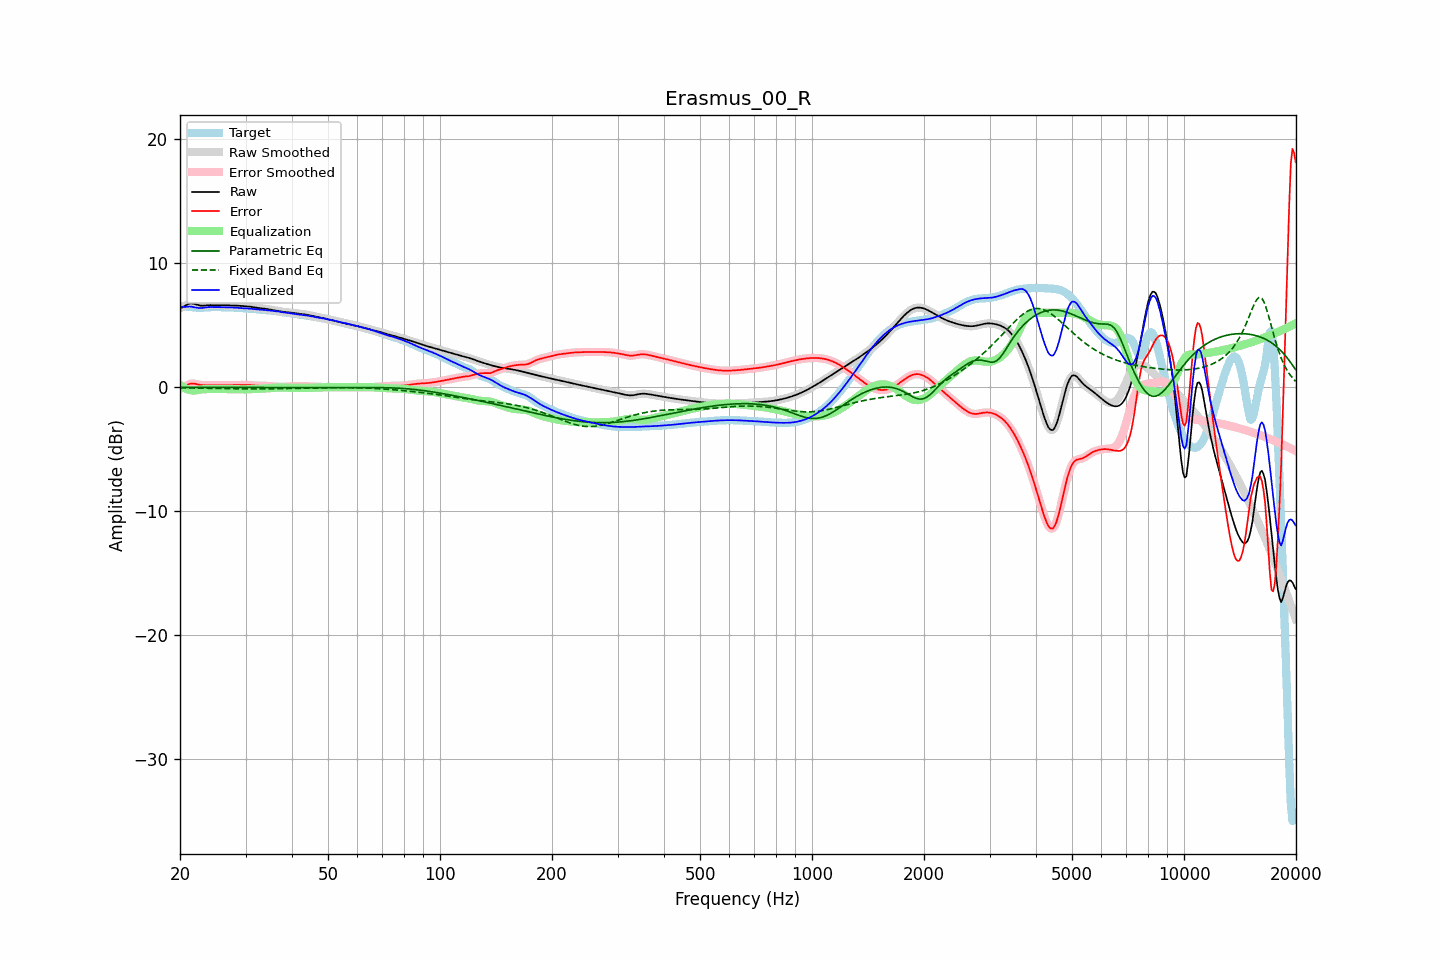 Erasmus_00_R
Target
Raw Smoothed
Error Smoothed
Raw
Error
Equalization
Parametric Eq
Fixed Band Eq
Equalized
20
10
0
−10
−20
−30
Amplitude (dBr)
20 50 100 200 500 1000 2000 5000 10000 20000
Frequency (Hz)